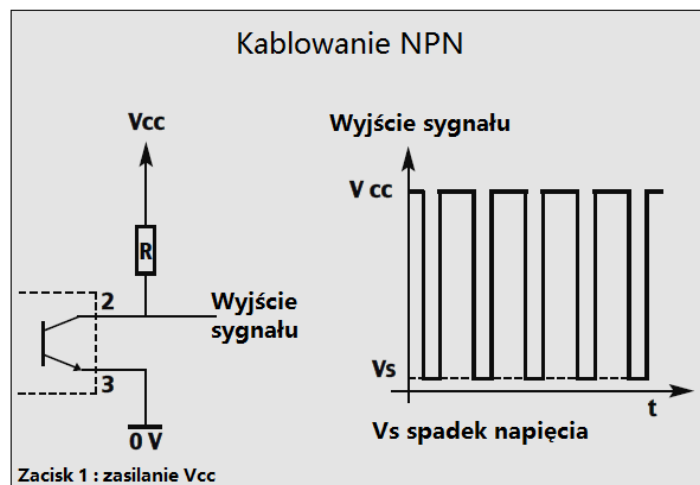 Kablowanie NPN
Vcc
R
2
Wyjście
sygnału
3
0 V
Zacisk 1 : zasilanie Vcc
Wyjście sygnału
V cc
Vs
t
Vs spadek napięcia